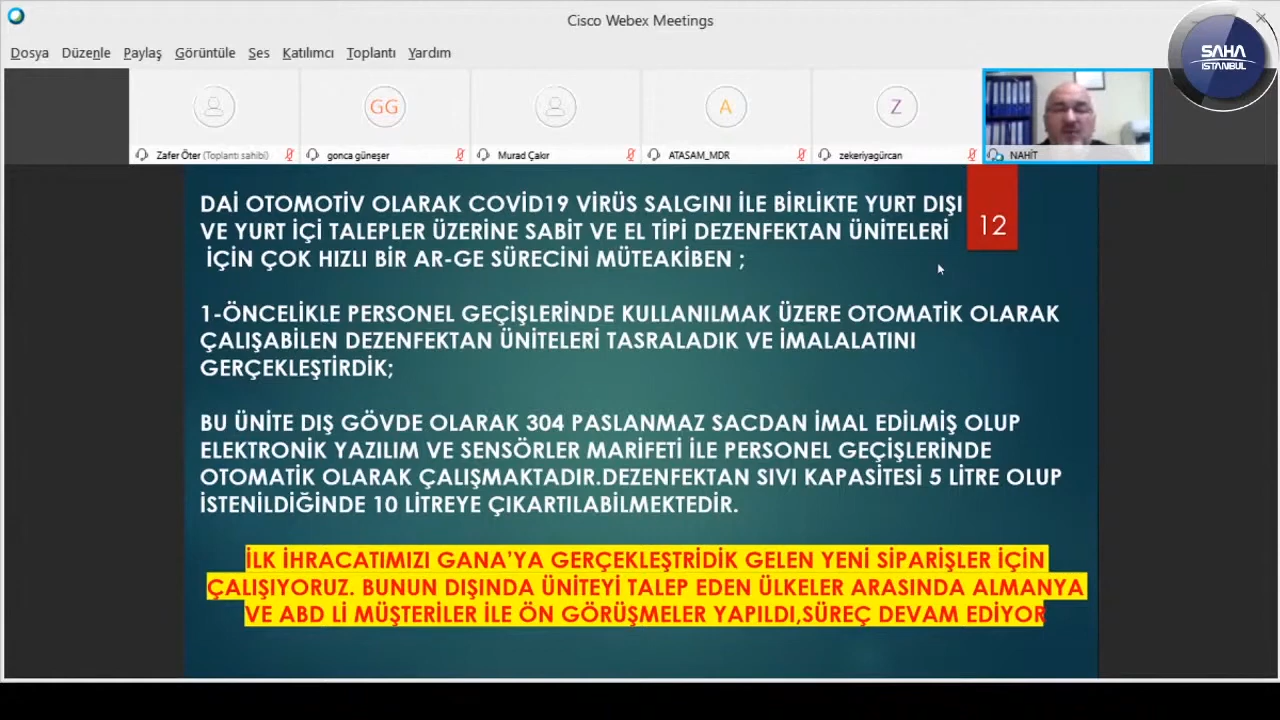 Cisco Webex Meetings
Dosya Düzenle Paylaş Görüntüle Ses Katılımcı Toplantı Yardım
SAHA
İSTANBUL
GG
A
Z
Zafer Öter (Toplantı sahibi)
gonca güneşer
Murad Çakır
ATASAM_MDR
zekeriyagürcan
NAHİT
12
DAİ OTOMOTİV OLARAK COVİD19 VİRÜS SALGINI İLE BİRLİKTE YURT DIŞI
VE YURT İÇİ TALEPLER ÜZERİNE SABİT VE EL TİPİ DEZENFEKTAN ÜNİTELERİ
İÇİN ÇOK HIZLI BİR AR-GE SÜRECİNİ MÜTEAKİBEN ;
1-ÖNCELİKLE PERSONEL GEÇİŞLERİNDE KULLANILMAK ÜZERE OTOMATİK OLARAK
ÇALIŞABİLEN DEZENFEKTAN ÜNİTELERİ TASRALADIK VE İMALALATINI
GERÇEKLEŞTİRDİK;
BU ÜNİTE DIŞ GÖVDE OLARAK 304 PASLANMAZ SACDAN İMAL EDİLMİŞ OLUP
ELEKTRONİK YAZILIM VE SENSÖRLER MARİFETİ İLE PERSONEL GEÇİŞLERİNDE
OTOMATİK OLARAK ÇALIŞMAKTADIR.DEZENFEKTAN SIVI KAPASİTESİ 5 LİTRE OLUP
İSTENİLDİĞİNDE 10 LİTREYE ÇIKARTILABİLMEKTEDİR.
İLK İHRACATIMIZI GANA'YA GERÇEKLEŞTRİDİK GELEN YENİ SİPARİŞLER İÇİN
ÇALIŞIYORUZ. BUNUN DIŞINDA ÜNİTEYİ TALEP EDEN ÜLKELER ARASINDA ALMANYA
VE ABD Lİ MÜŞTERİLER İLE ÖN GÖRÜŞMELER YAPILDI,SÜREÇ DEVAM EDİYOR